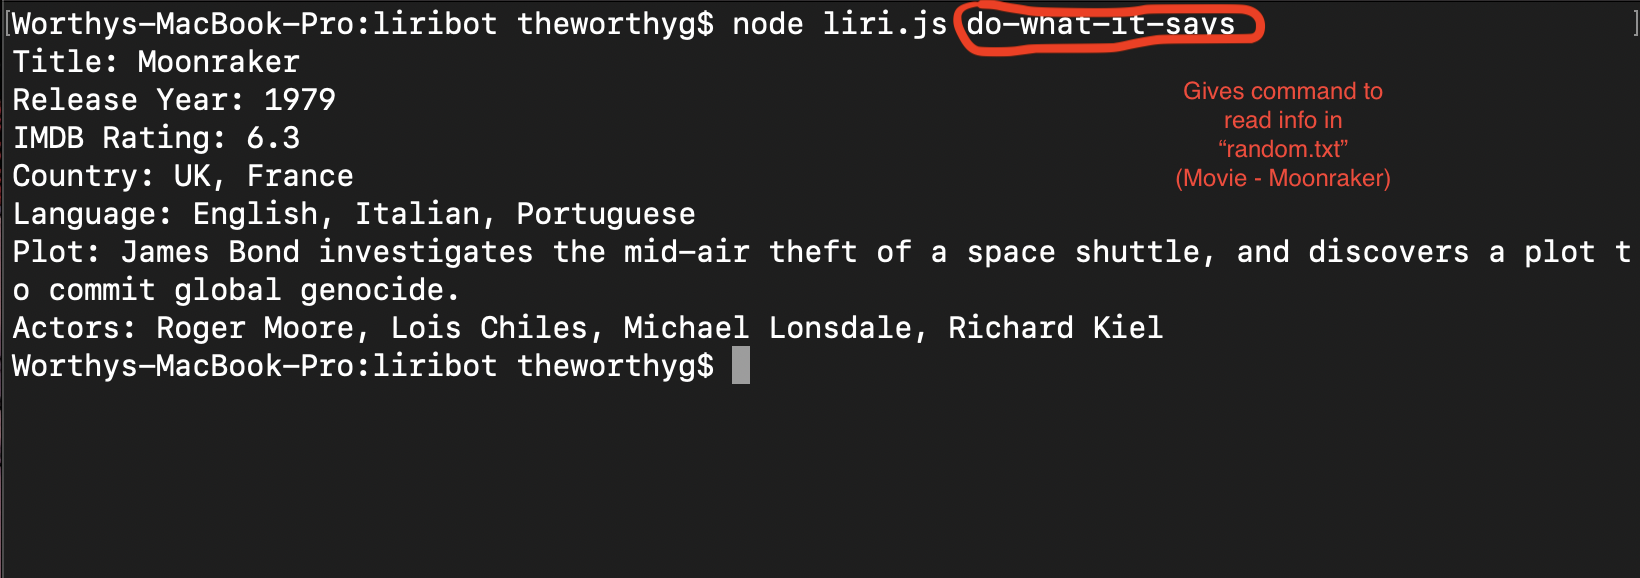 [Worthys-MacBook-Pro:liribot theworthyg$ node liri.js do-what-it-says ]
Title: Moonraker
Release Year: 1979
IMDB Rating: 6.3
Country: UK, France
Language: English, Italian, Portuguese
Plot: James Bond investigates the mid-air theft of a space shuttle, and discovers a plot t
o commit global genocide.
Actors: Roger Moore, Lois Chiles, Michael Lonsdale, Richard Kiel
Worthys-MacBook-Pro:liribot theworthyg$
Gives command to
read info in
“random.txt”
(Movie - Moonraker)